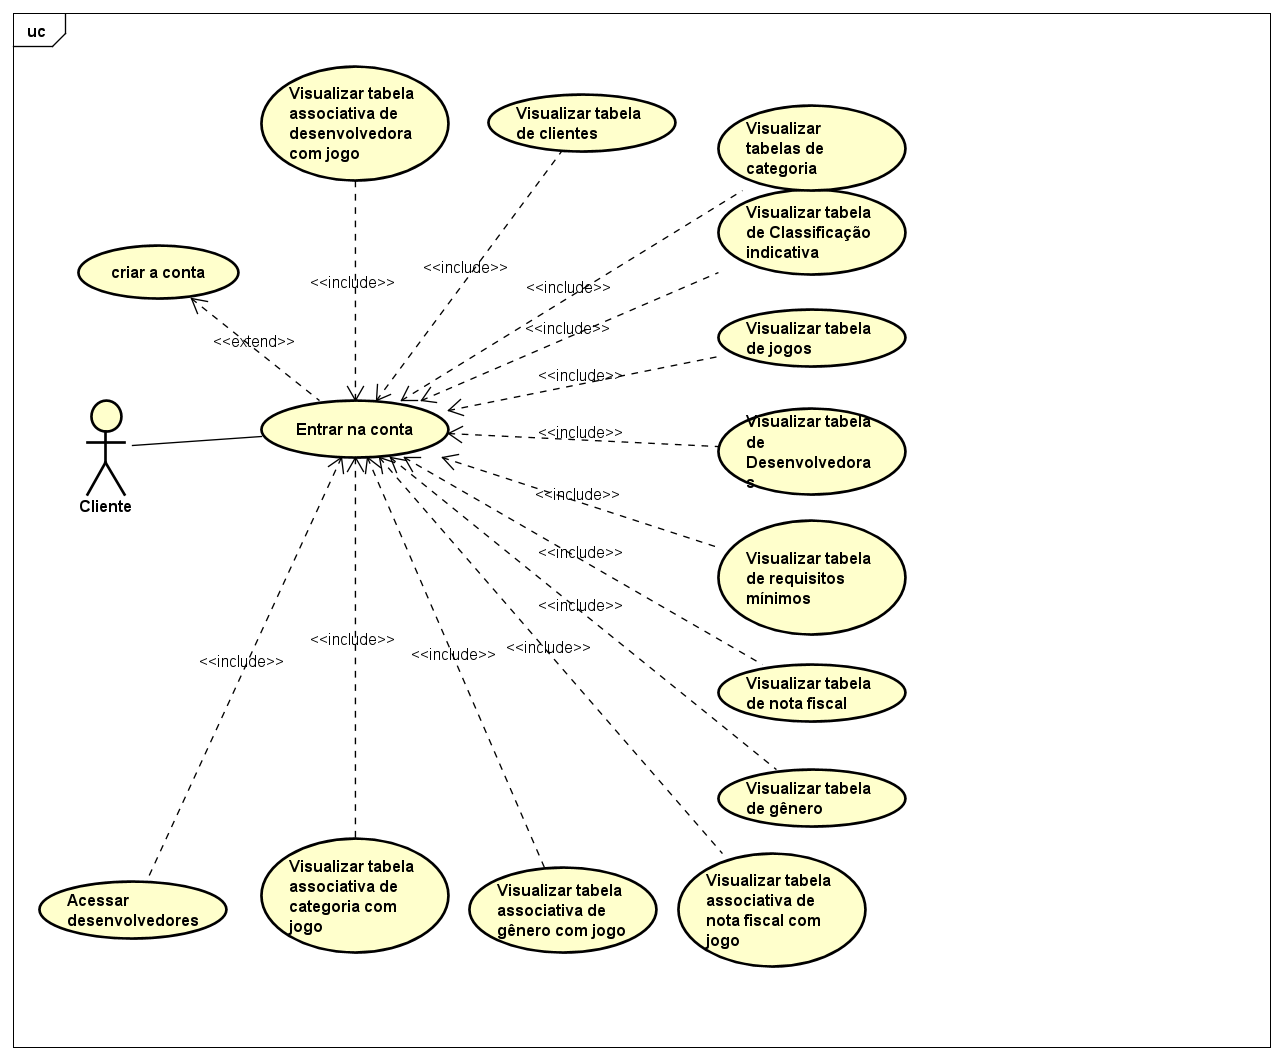 uc
Visualizar tabela
associativa de
desenvolvedora
com jogo
Visualizar tabela
de clientes
Visualizar
tabelas de
categoria
Visualizar tabela
de Classificação
indicativa
criar a conta
<<include>>
<<include>>
<<include>>
<<include>>
<<extend>>
Visualizar tabela
de jogos
<<include>>
Entrar na conta
<<include>>
Visualizar tabela
de
Desenvolvedora
s
Cliente
<<include>>
Visualizar tabela
de requisitos
mínimos
<<include>>
<<include>>
<<include>>
<<include>>
<<include>>
<<include>>
Visualizar tabela
de nota fiscal
Visualizar tabela
de gênero
Acessar
desenvolvedores
Visualizar tabela
associativa de
categoria com
jogo
Visualizar tabela
associativa de
gênero com jogo
Visualizar tabela
associativa de
nota fiscal com
jogo